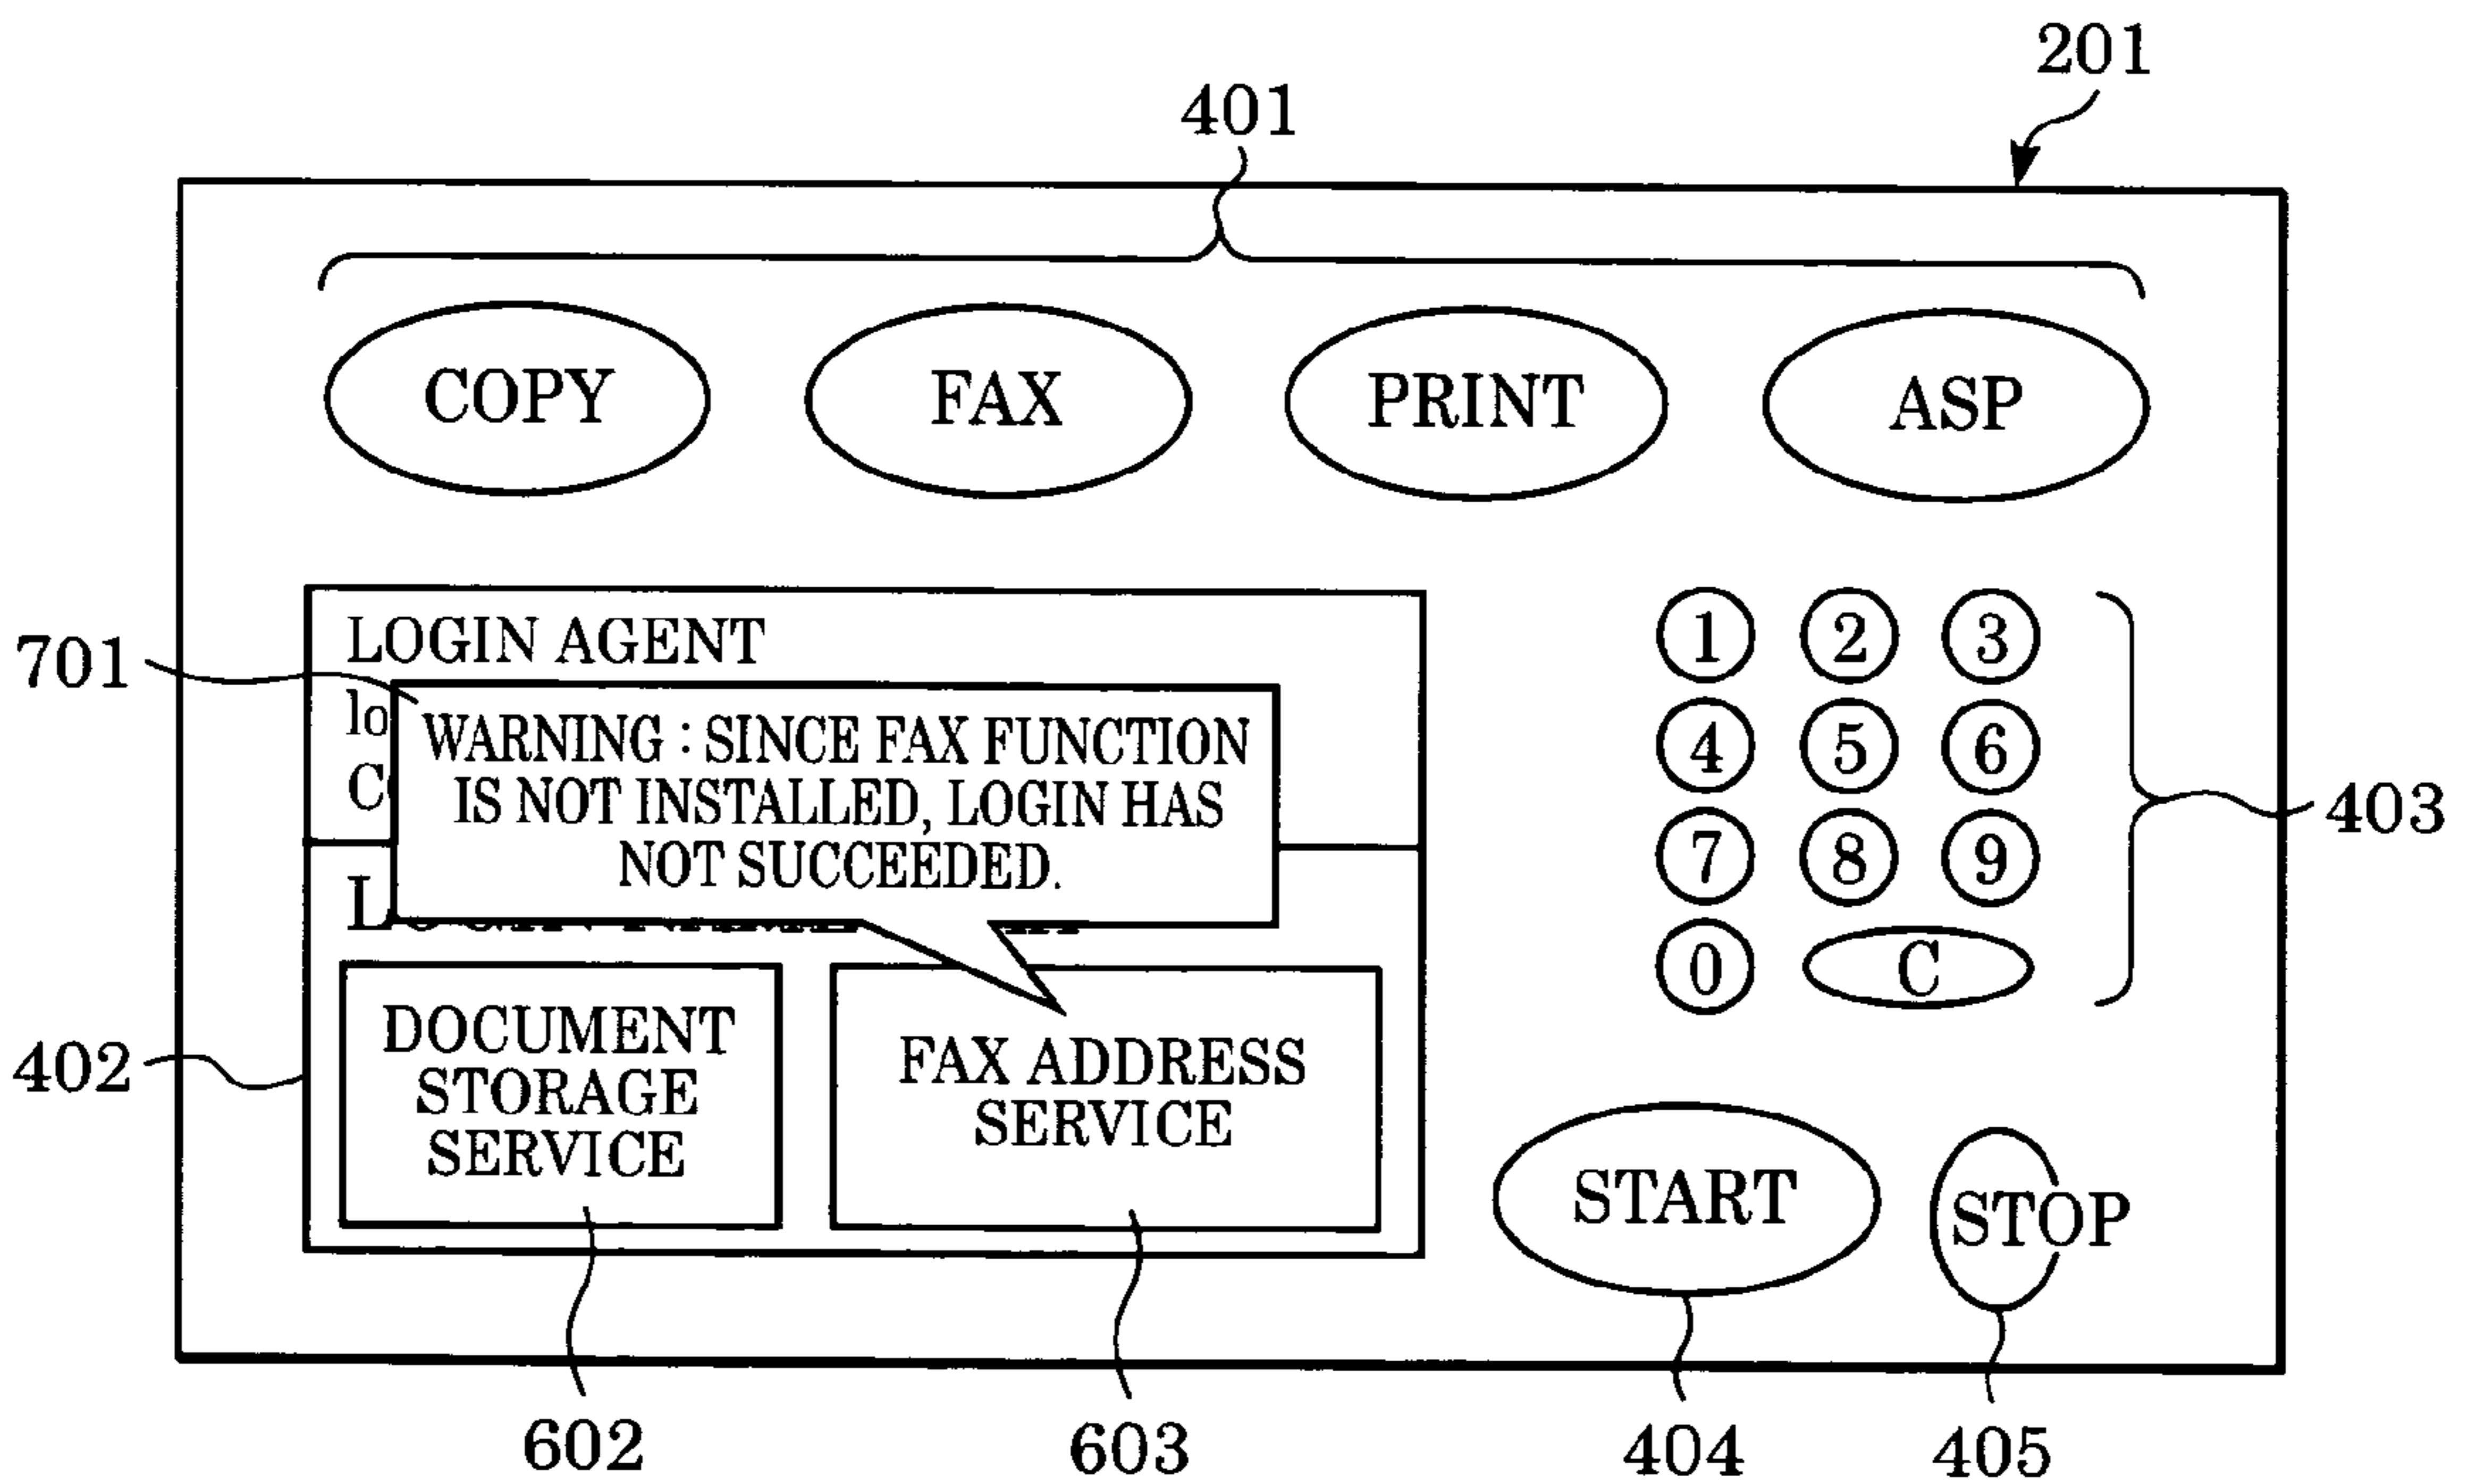 201
401
COPY
FAX
PRINT
ASP
LOGIN AGENT
701
lo
C
WARNING : SINCE FAX FUNCTION
IS NOT INSTALLED, LOGIN HAS
NOT SUCCEEDED.
L
1 2 3
4 5 6
7 8 9
0 C
403
402
DOCUMENT
STORAGE
SERVICE
FAX ADDRESS
SERVICE
START
STOP
602
603
404
405